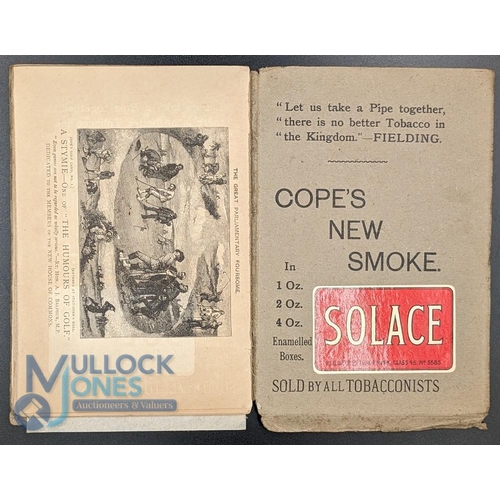 THE GREAT PARLIAMENTARY FOURSOME.
A STYMIE—ONE OF "THE HUMOURS OF GOLF"
DEDICATED TO THE MEMBERS OF THE NEW HOUSE OF COMMONS.
"Let us take a Pipe together,
"there is no better Tobacco in
"the Kingdom."—FIELDING.
COPE'S
NEW
SMOKE.
In
1 Oz.
2 Oz.
4 Oz.
Enamelled
Boxes.
SOLACE
SOLD BY ALL TOBACCONISTS
MULLOCK
JONES
Auctioneers & Valuers